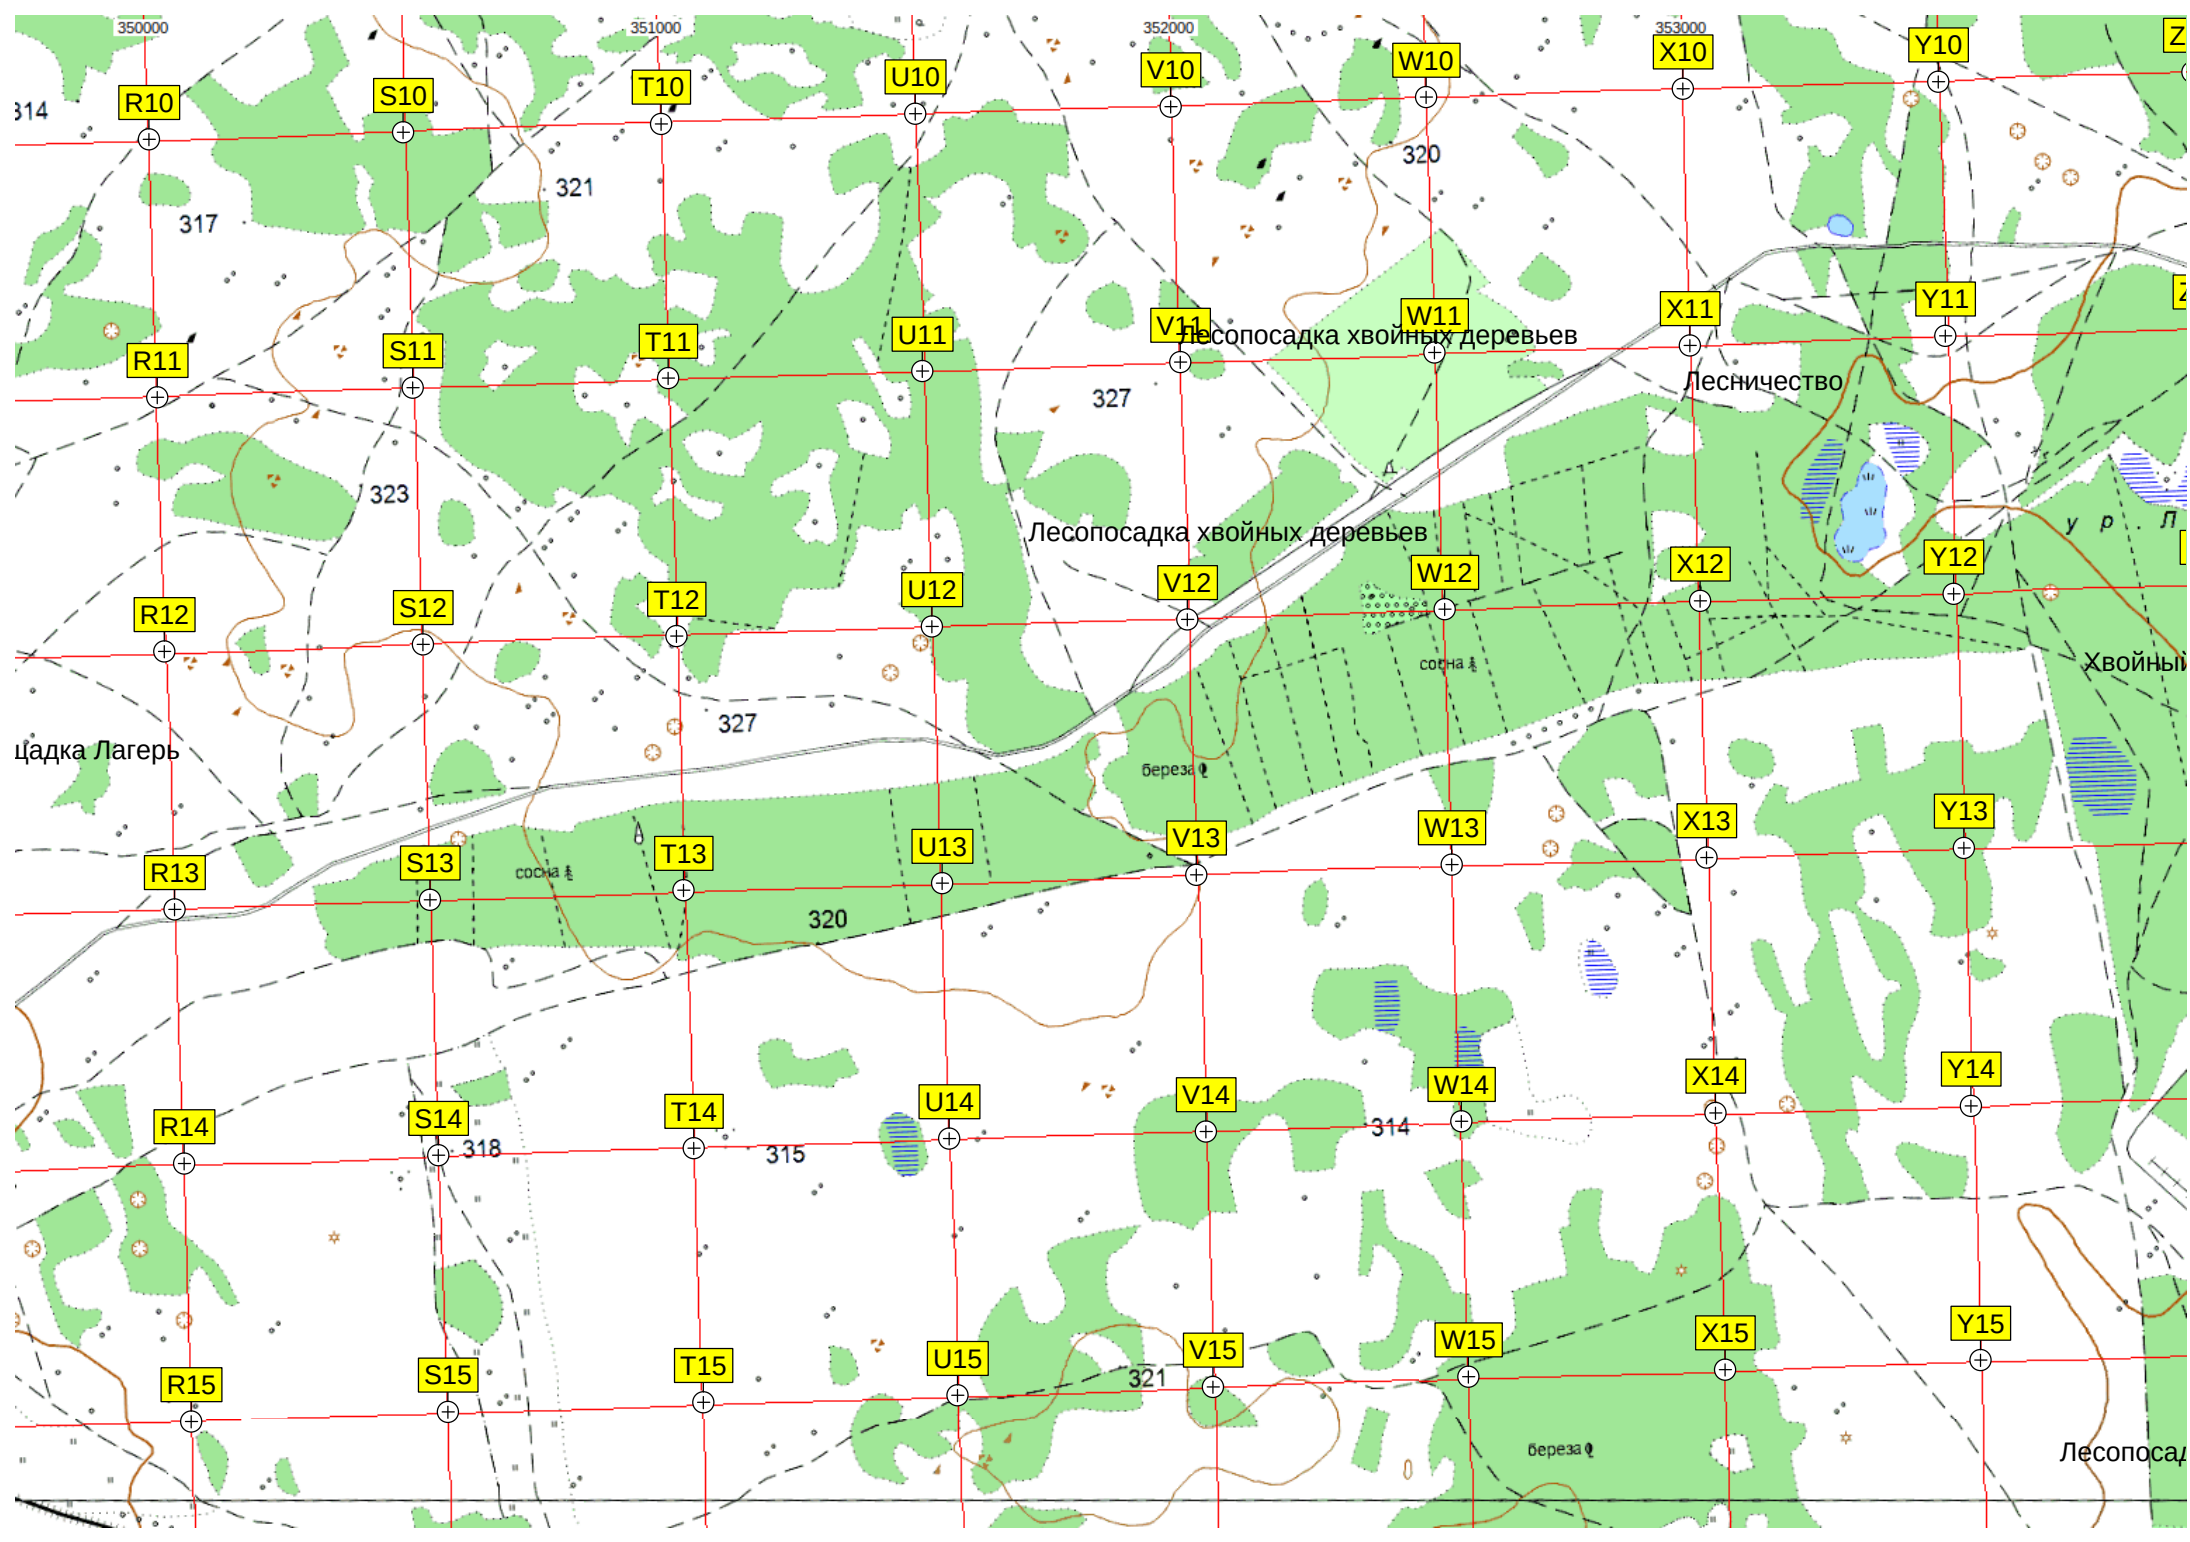 350000 351000 352000 353000
R10 S10 T10 U10 V10 W10 X10 Y10 Z
314
320
321
317
R11 S11 T11 U11 V11 W11 X11 Y11 Z
Лесопосадка хвойных деревьев
Лесничество
327
323
Лесопосадка хвойных деревьев
ур. Л
R12 S12 T12 U12 V12 W12 X12 Y12
сосна
Хвойный
327
щадка Лагерь
береза
R13 S13 T13 U13 V13 W13 X13 Y13
сосна
320
R14 S14 T14 U14 V14 W14 X14 Y14
318
315
314
R15 S15 T15 U15 V15 W15 X15 Y15
321
береза
Лесопосад